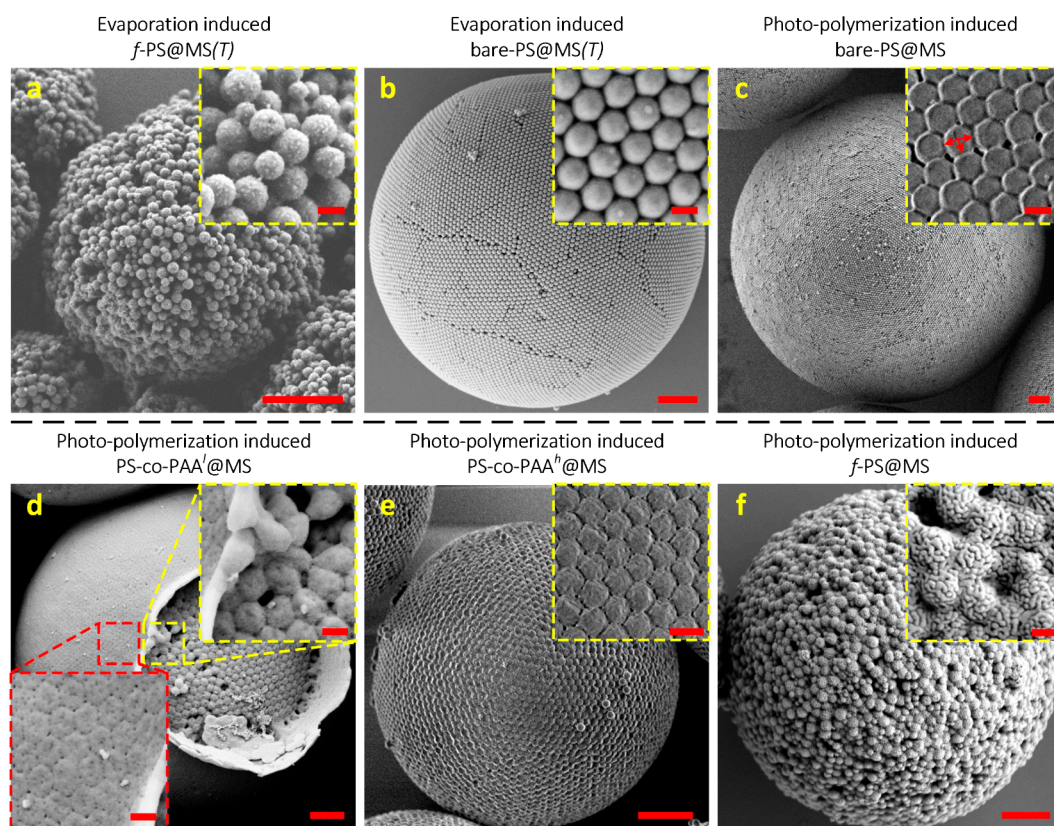 Evaporation induced
f-PS@MS(T)
Evaporation induced
bare-PS@MS(T)
Photo-polymerization induced
bare-PS@MS
a
b
c
Photo-polymerization induced
PS-co-PAAˡ@MS
Photo-polymerization induced
PS-co-PAAʰ@MS
Photo-polymerization induced
f-PS@MS
d
e
f